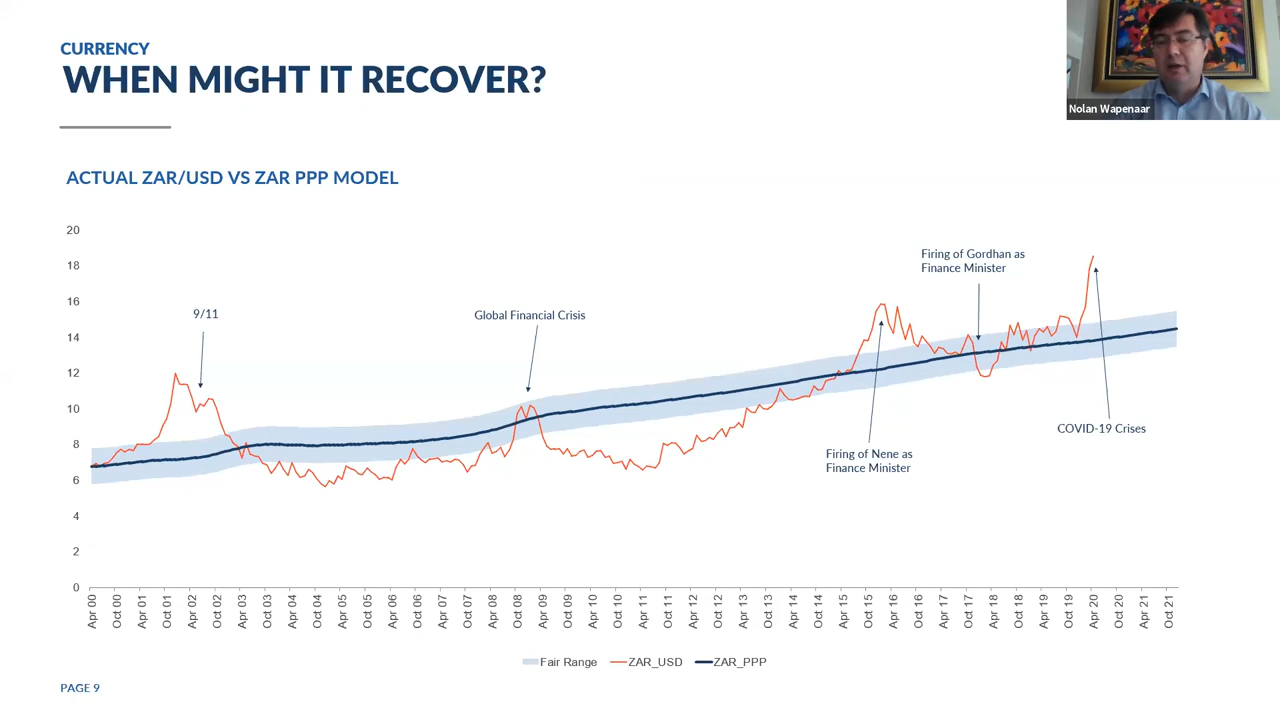 CURRENCY
WHEN MIGHT IT RECOVER?
Nolan Wapenaar
ACTUAL ZAR/USD VS ZAR PPP MODEL
20
18
16
14
12
10
8
6
4
2
0
9/11
Global Financial Crisis
Firing of Gordhan as
Finance Minister
Firing of Nene as
Finance Minister
COVID-19 Crises
Apr 00
Oct 00
Apr 01
Oct 01
Apr 02
Oct 02
Apr 03
Oct 03
Apr 04
Oct 04
Apr 05
Oct 05
Apr 06
Oct 06
Apr 07
Oct 07
Apr 08
Oct 08
Apr 09
Oct 09
Apr 10
Oct 10
Apr 11
Oct 11
Apr 12
Oct 12
Apr 13
Oct 13
Apr 14
Oct 14
Apr 15
Oct 15
Apr 16
Oct 16
Apr 17
Oct 17
Apr 18
Oct 18
Apr 19
Oct 19
Apr 20
Oct 20
Apr 21
Oct 21
Fair Range ZAR_USD ZAR_PPP
PAGE 9